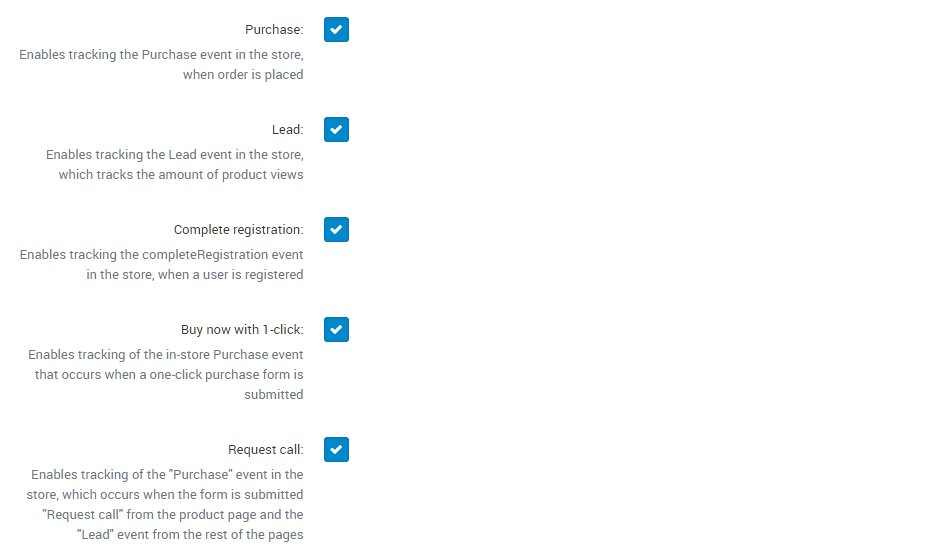 Purchase:
Enables tracking the Purchase event in the store,
when order is placed
Lead:
Enables tracking the Lead event in the store,
which tracks the amount of product views
Complete registration:
Enables tracking the completeRegistration event
in the store, when a user is registered
Buy now with 1-click:
Enables tracking of the in-store Purchase event
that occurs when a one-click purchase form is
submitted
Request call:
Enables tracking of the "Purchase" event in the
store, which occurs when the form is submitted
"Request call" from the product page and the
"Lead" event from the rest of the pages